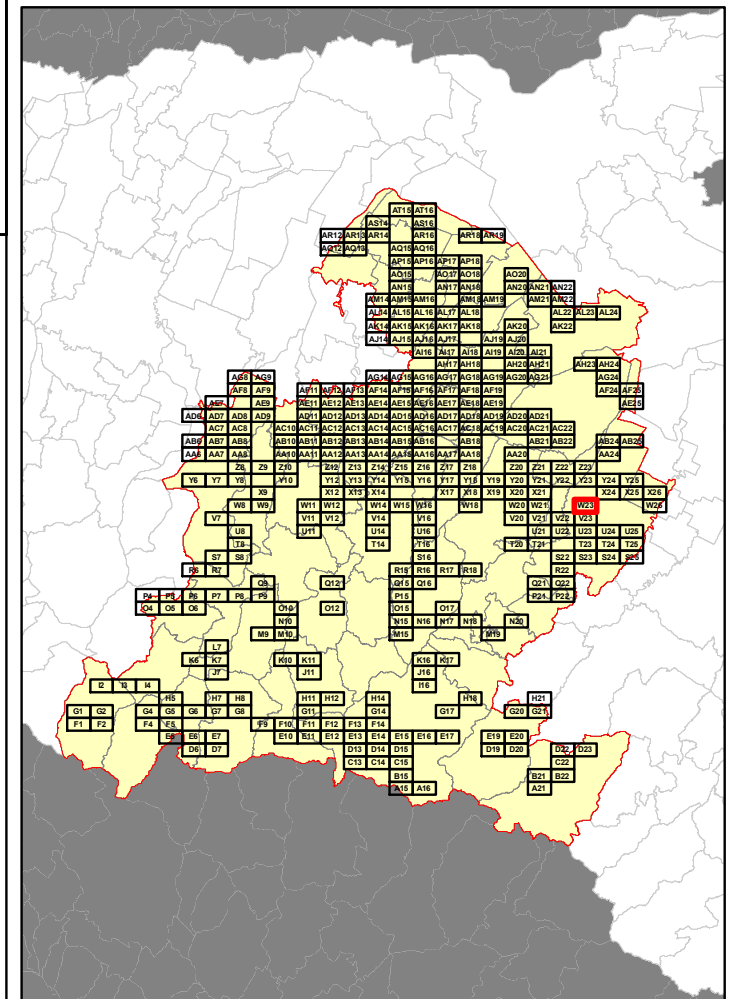 AT15 AT16
AS14 AS16
AR12 AR13 AR14 AR16 AR18 AR19
AQ12 AQ13 AQ15 AQ16
AP15 AP16 AP17 AP18
AO15 AO17 AO18 AO20
AN15 AN17 AN18 AN20 AN21 AN22
AM14 AM15 AM16 AM18 AM19 AM21 AM22
AL14 AL15 AL16 AL17 AL18 AL22 AL23 AL24
AK14 AK15 AK16 AK17 AK18 AK20 AK22
AJ14 AJ15 AJ16 AJ17 AJ19 AJ20
AI16 AI17 AI18 AI19 AI20 AI21
AH17 AH18 AH20 AH21 AH23 AH24
AG8 AG9 AG14 AG15 AG16 AG17 AG18 AG19 AG20 AG21 AG24
AF8 AF9 AF11 AF12 AF13 AF14 AF15 AF16 AF17 AF18 AF19 AF24 AF25
AE7 AE9 AE11 AE12 AE13 AE14 AE15 AE16 AE17 AE18 AE19 AE25
AD6 AD7 AD8 AD9 AD11 AD12 AD13 AD14 AD15 AD16 AD17 AD18 AD19 AD20 AD21
AC7 AC8 AC10 AC11 AC12 AC13 AC14 AC15 AC16 AC17 AC18 AC19 AC20 AC21 AC22
AB6 AB7 AB8 AB10 AB11 AB12 AB13 AB14 AB15 AB16 AB18 AB21 AB22 AB24 AB25
AA6 AA7 AA8 AA10 AA11 AA12 AA13 AA14 AA15 AA16 AA17 AA18 AA20 AA24
Z8 Z9 Z10 Z12 Z13 Z14 Z15 Z16 Z17 Z18 Z20 Z21 Z22 Z23
Y6 Y7 Y8 Y10 Y12 Y13 Y14 Y15 Y16 Y17 Y18 Y19 Y20 Y21 Y22 Y23 Y24 Y25
X9 X12 X13 X14 X17 X18 X19 X20 X21 X24 X25 X26
W8 W9 W11 W12 W14 W15 W16 W18 W20 W21 W23 W26
V7 V11 V12 V14 V16 V20 V21 V22 V23
U8 U11 U14 U16 U21 U22 U23 U24 U25
T8 T14 T16 T20 T21 T23 T24 T25
S7 S8 S16 S22 S23 S24 S25
R6 R7 R15 R16 R17 R18 R22
Q9 Q12 Q15 Q16 Q21 Q22
P4 P5 P6 P7 P8 P9 P15 P21 P22
O4 O5 O6 O10 O12 O15 O17
N10 N15 N16 N17 N18 N20
M9 M10 M15 M19
L7
K6 K7 K10 K11 K16 K17
J7 J11 J16
I2 I3 I4 I16
H5 H7 H8 H11 H12 H14 H18 H21
G1 G2 G4 G5 G6 G7 G8 G11 G14 G17 G20 G21
F1 F2 F4 F5 F9 F10 F11 F12 F13 F14
E5 E6 E7 E10 E11 E12 E13 E14 E15 E16 E17 E19 E20
D6 D7 D13 D14 D15 D19 D20 D22 D23
C13 C14 C15 C22
B15 B21 B22
A15 A16 A21